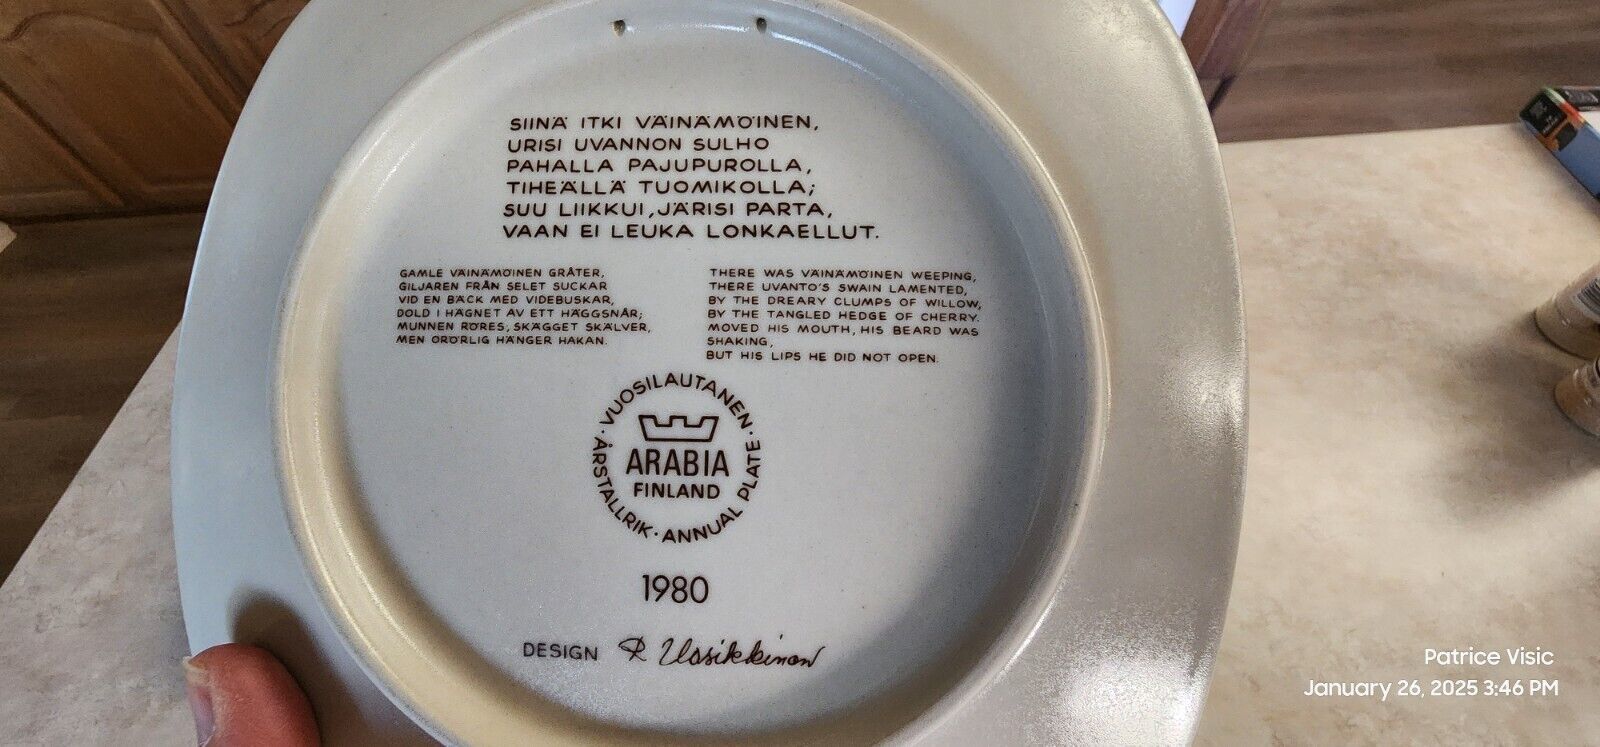 SIINÄ ITKI VÄINÄMÖINEN,
URISI UVANNON SULHO
PAHALLA PAJUPUROLLA,
TIHEÄLLÄ TUOMIKOLLA;
SUU LIIKKUI, JÄRISI PARTA,
VAAN EI LEUKA LONKAELLUT.
GAMLE VÄINÄMÖINEN GRÅTER,
GILJAREN FRÅN SELET SUCKAR
VID EN BÄCK MED VIDEBUSKAR,
DOLD I HÄGNET AV ETT HÄGGSNÅR;
MUNNEN RÖRES, SKÄGGET SKÄLVER,
MEN ORÖRLIG HÄNGER HAKAN.
THERE WAS VÄINÄMÖINEN WEEPING,
THERE UVANTO'S SWAIN LAMENTED,
BY THE DREARY CLUMPS OF WILLOW,
BY THE TANGLED HEDGE OF CHERRY.
MOVED HIS MOUTH, HIS BEARD WAS
SHAKING,
BUT HIS LIPS HE DID NOT OPEN.
· VUOSILAUTANEN ·
ARABIA
FINLAND
ÅRSTALLRIK · ANNUAL PLATE
1980
DESIGN R Uosikkinen
Patrice Visic
January 26, 2025 3:46 PM